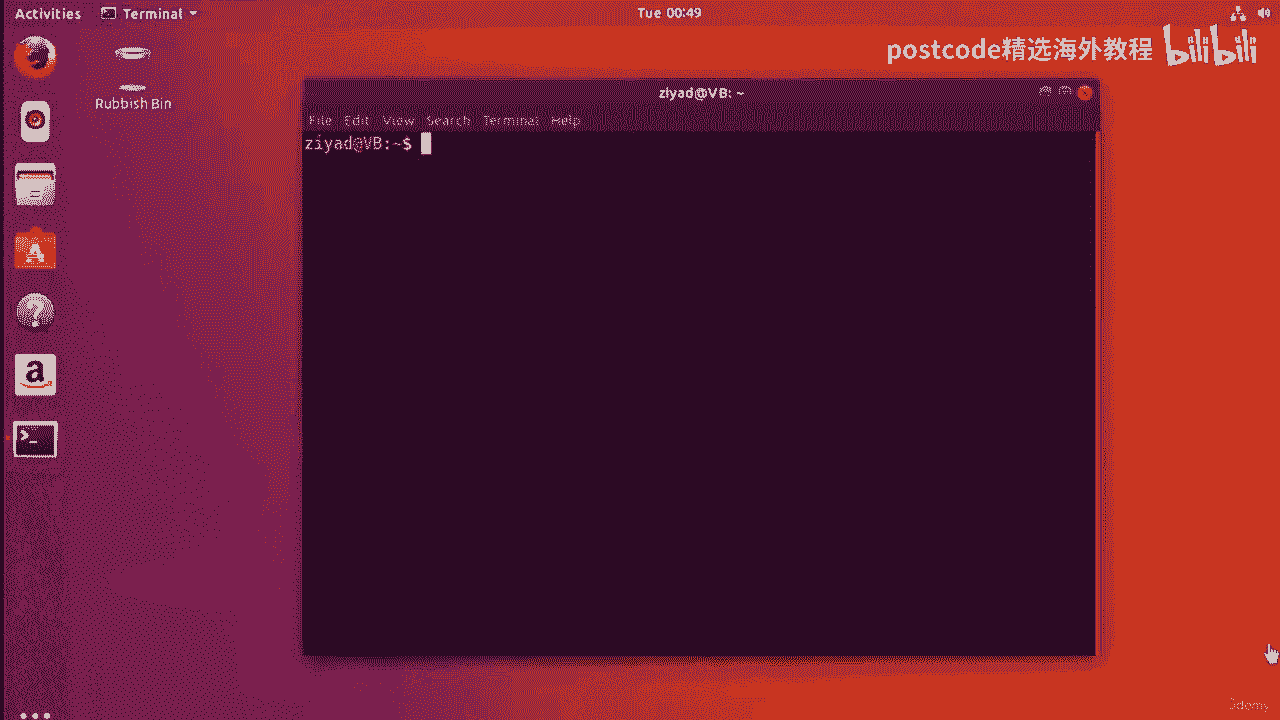 Activities Terminal Tue 00:49
postcode精选海外教程 bilibili
Rubbish Bin
ziyad@VB: ~
File Edit View Search Terminal Help
ziyad@VB:~$
Udemy